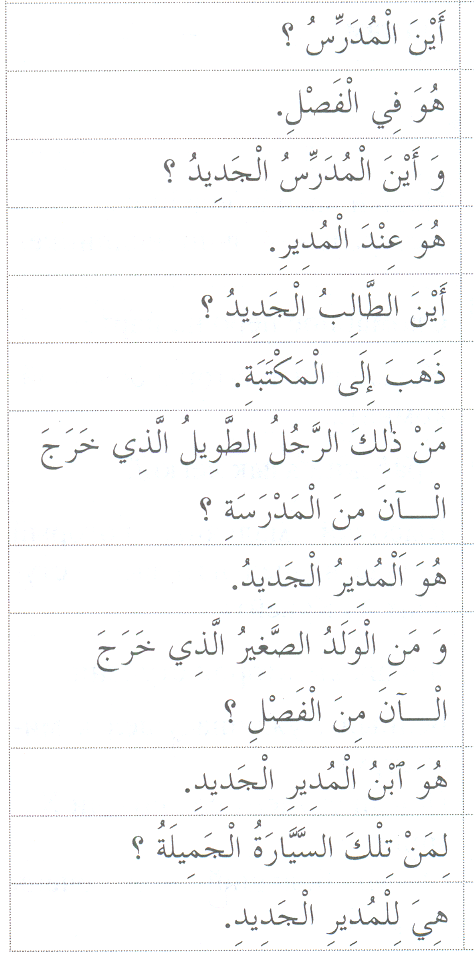 أَيْنَ الْمُدَرِّسُ ؟
هُوَ فِي الْفَصْلِ.
وَ أَيْنَ الْمُدَرِّسُ الْجَدِيدُ ؟
هُوَ عِنْدَ الْمُدِيرِ.
أَيْنَ الطَّالِبُ الْجَدِيدُ ؟
ذَهَبَ إِلَى الْمَكْتَبَةِ.
مَنْ ذٰلِكَ الرَّجُلُ الطَّوِيلُ الَّذِي خَرَجَ
الْـــآنَ مِنَ الْمَدْرَسَةِ ؟
هُوَ اَلْمُدِيرُ الْجَدِيدُ.
وَ مَنِ الْوَلَدُ الصَّغِيرُ الَّذِي خَرَجَ
الْـــآنَ مِنَ الْفَصْلِ ؟
هُوَ ٱبْنُ الْمُدِيرِ الْجَدِيدِ.
لِمَنْ تِلْكَ السَّيَّارَةُ الْجَمِيلَةُ ؟
هِيَ لِلْمُدِيرِ الْجَدِيدِ.